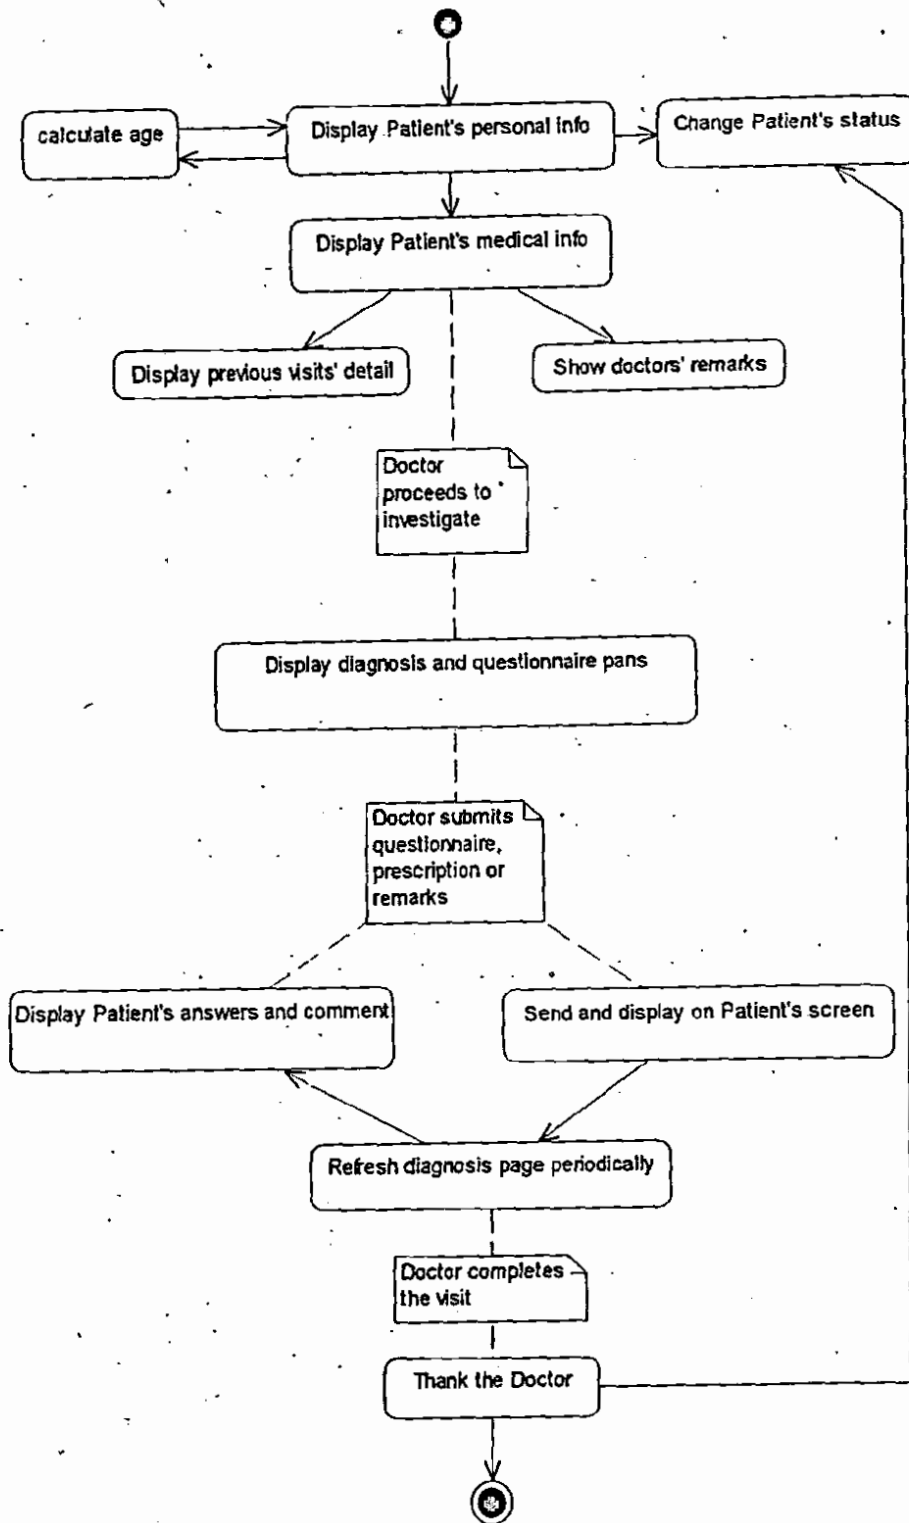 calculate age
Display Patient's personal info
Change Patient's status
Display Patient's medical info
Display previous visits' detail
Show doctors' remarks
Doctor
proceeds to
investigate
Display diagnosis and questionnaire pans
Doctor submits
questionnaire,
prescription or
remarks
Display Patient's answers and comment
Send and display on Patient's screen
Refresh diagnosis page periodically
Doctor completes
the visit
Thank the Doctor